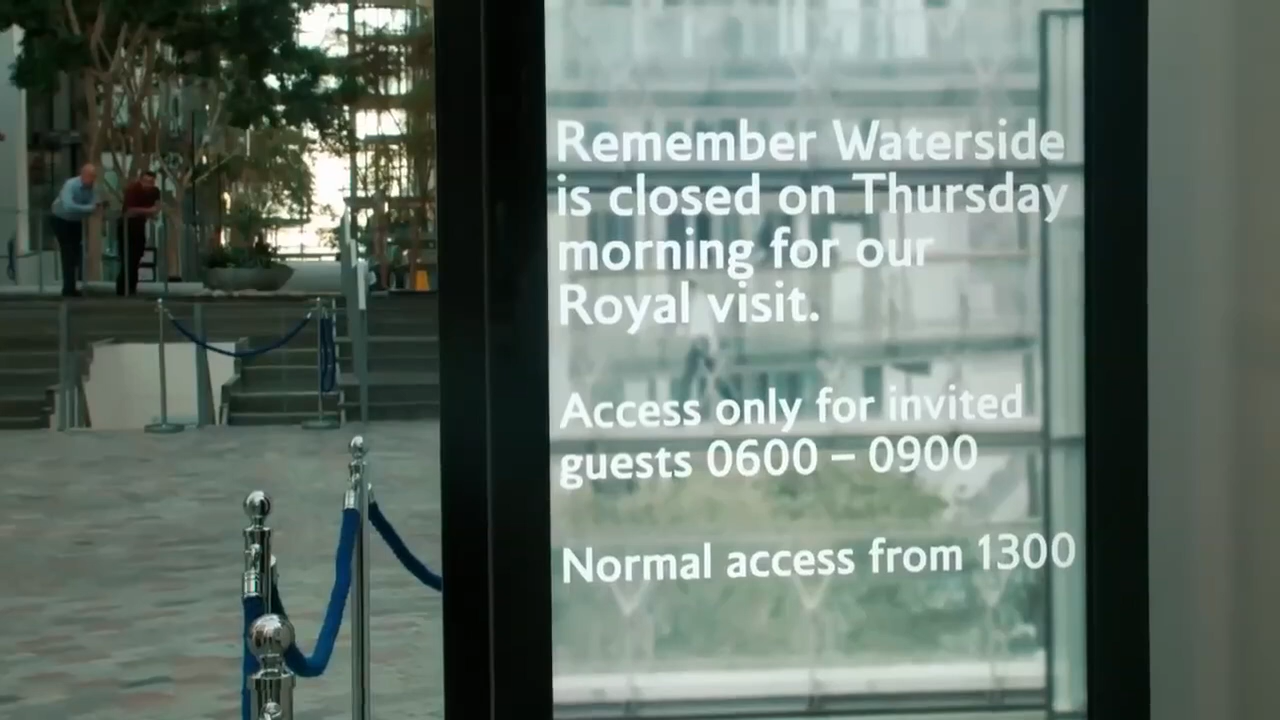 Remember Waterside
is closed on Thursday
morning for our
Royal visit.
Access only for invited
guests 0600 – 0900
Normal access from 1300